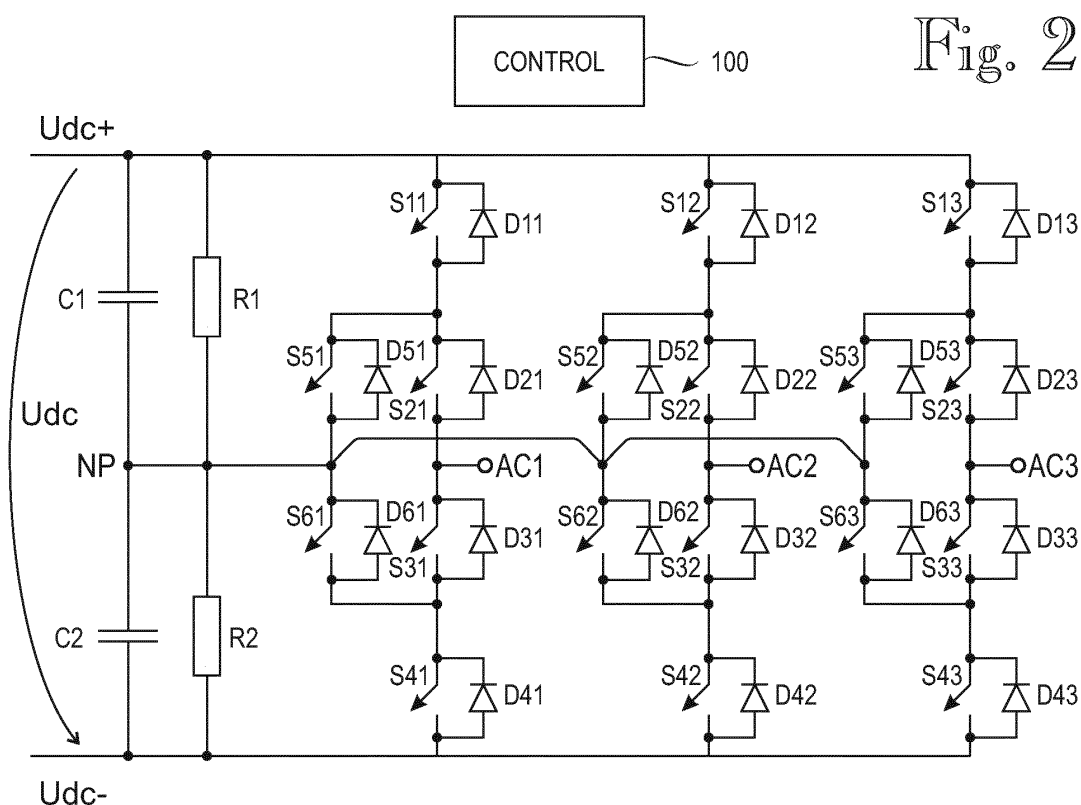 Fig. 2
CONTROL
100
Udc+
S11
D11
S12
D12
S13
D13
C1
R1
S51
D51
S21
D21
S52
D52
S22
D22
S53
D53
S23
D23
Udc
NP
AC1
AC2
AC3
S61
D61
S31
D31
S62
D62
S32
D32
S63
D63
S33
D33
C2
R2
S41
D41
S42
D42
S43
D43
Udc-